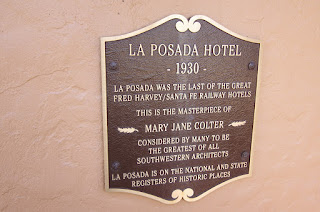 LA POSADA HOTEL
- 1930 -
LA POSADA WAS THE LAST OF THE GREAT
FRED HARVEY/SANTA FE RAILWAY HOTELS
THIS IS THE MASTERPIECE OF
MARY JANE COLTER
CONSIDERED BY MANY TO BE
THE GREATEST OF ALL
SOUTHWESTERN ARCHITECTS
LA POSADA IS ON THE NATIONAL AND STATE
REGISTERS OF HISTORIC PLACES